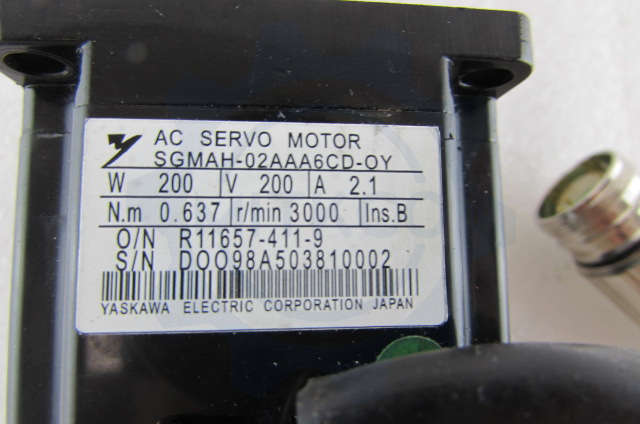 AC SERVO MOTOR
SGMAH-02AAA6CD-OY
W 200 V 200 A 2.1
N.m 0.637 r/min 3000 Ins.B
O/N R11657-411-9
S/N DOO98A503810002
YASKAWA ELECTRIC CORPORATION JAPAN